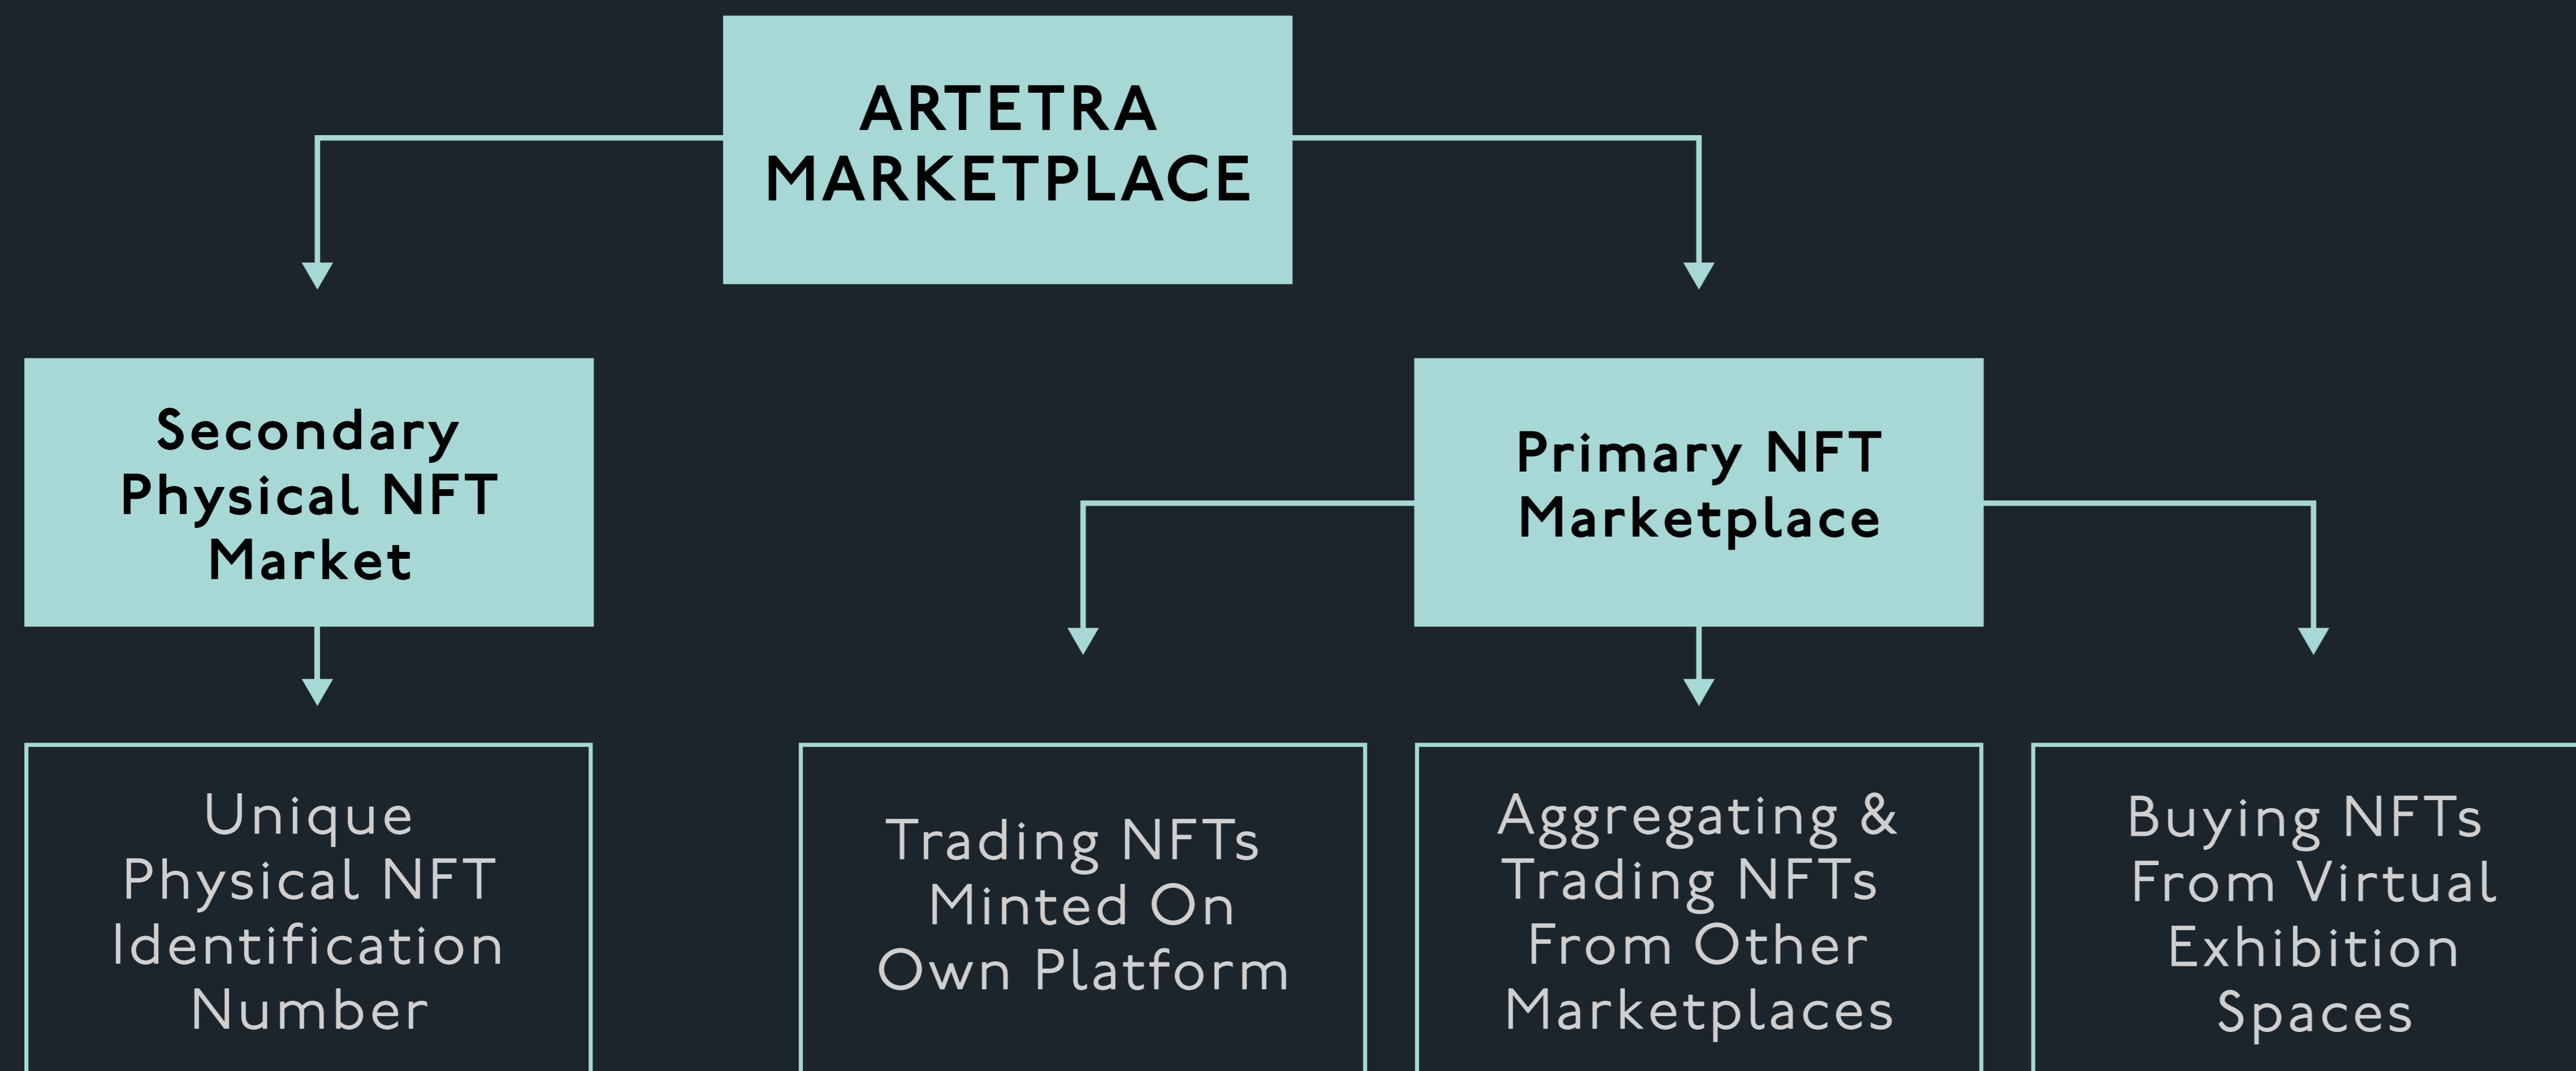 ARTETRA
MARKETPLACE
Secondary
Physical NFT
Market
Primary NFT
Marketplace
Unique
Physical NFT
Identification
Number
Trading NFTs
Minted On
Own Platform
Aggregating &
Trading NFTs
From Other
Marketplaces
Buying NFTs
From Virtual
Exhibition
Spaces